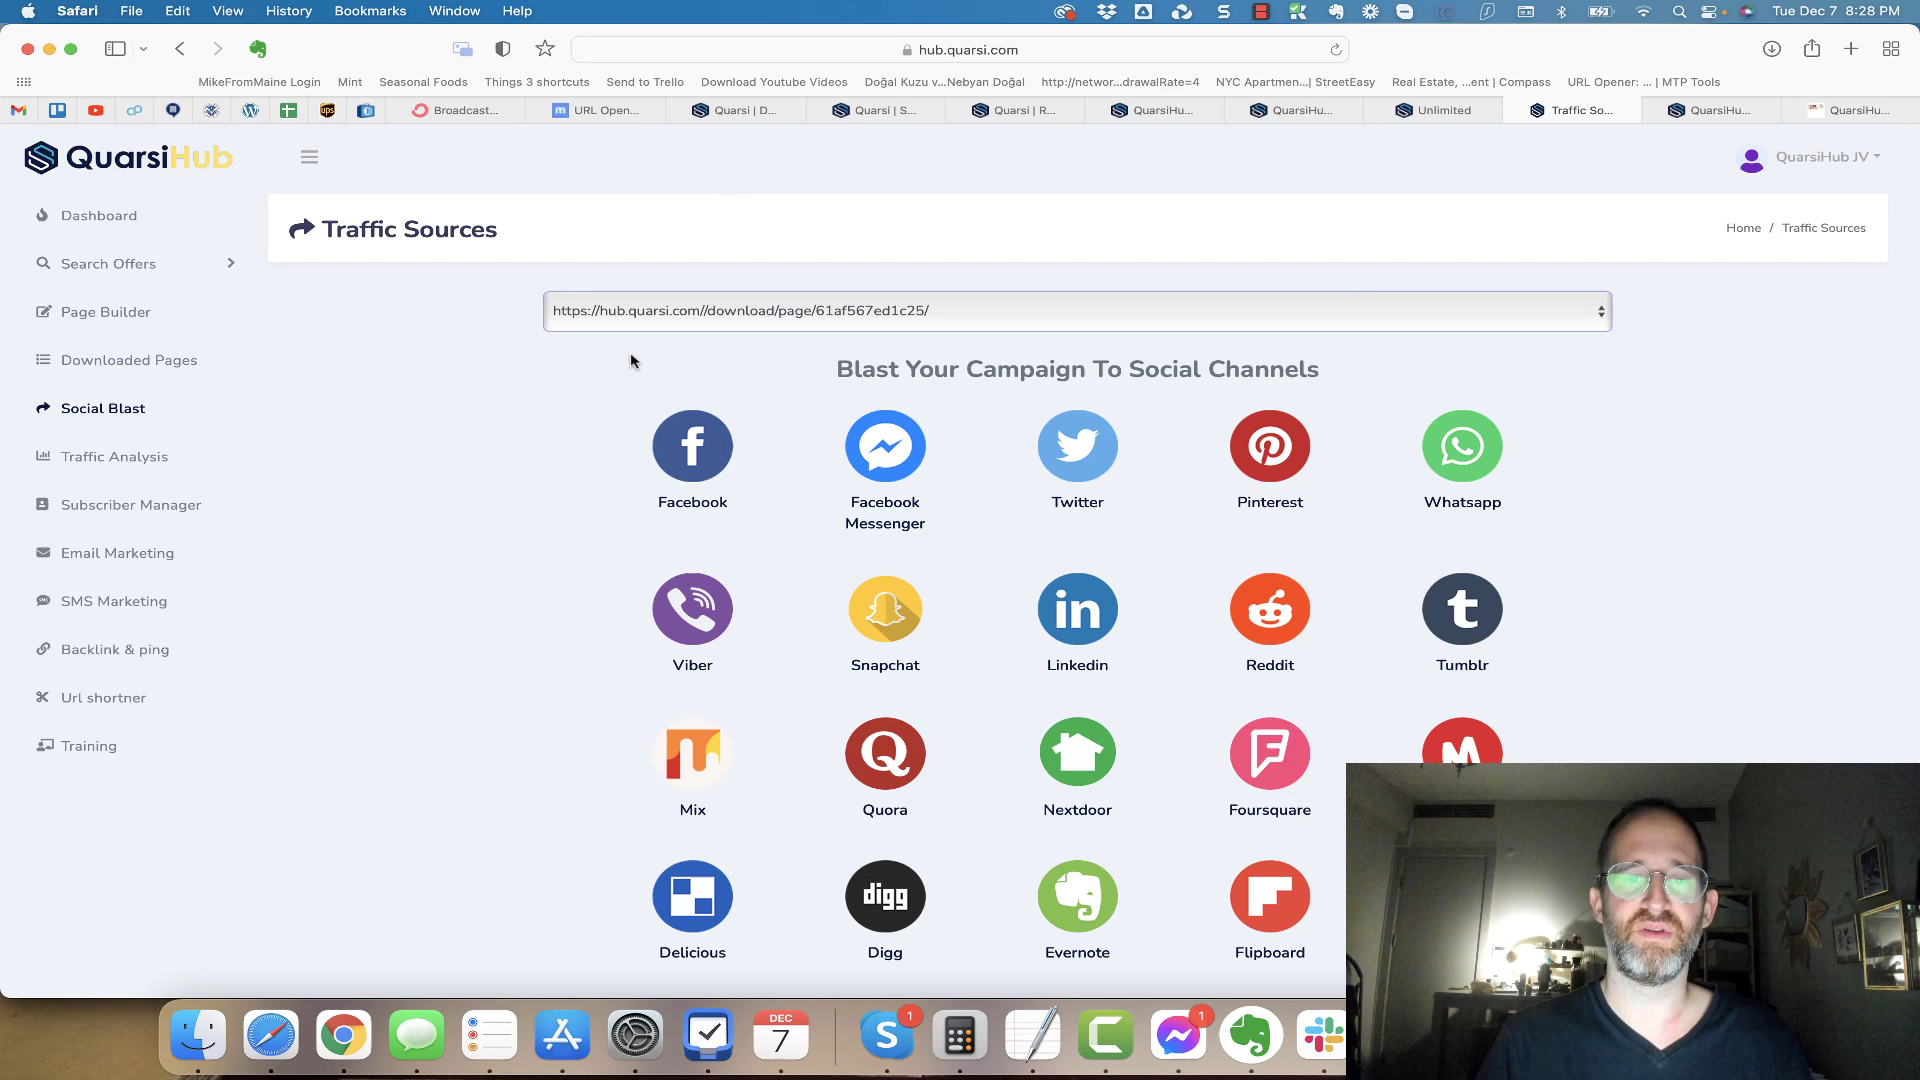 Safari File Edit View History Bookmarks Window Help Tue Dec 7 8:28 PM
hub.quarsi.com
MikeFromMaine Login Mint Seasonal Foods Things 3 shortcuts Send to Trello Download Youtube Videos Doğal Kuzu v...Nebyan Doğal http://networ...drawalRate=4 NYC Apartmen...| StreetEasy Real Estate, ...ent | Compass URL Opener: ... | MTP Tools
Broadcast... URL Open... Quarsi | D... Quarsi | S... Quarsi | R... QuarsiHu... QuarsiHu... Unlimited Traffic So... QuarsiHu... QuarsiHu...
QuarsiHub
QuarsiHub JV
Traffic Sources
Home / Traffic Sources
Dashboard
Search Offers
Page Builder
Downloaded Pages
Social Blast
Traffic Analysis
Subscriber Manager
Email Marketing
SMS Marketing
Backlink & ping
Url shortner
Training
https://hub.quarsi.com//download/page/61af567ed1c25/
Blast Your Campaign To Social Channels
Facebook
Facebook
Messenger
Twitter
Pinterest
Whatsapp
Viber
Snapchat
Linkedin
Reddit
Tumblr
Mix
Quora
Nextdoor
Foursquare
digg
Delicious
Digg
Evernote
Flipboard
DEC
7
1
1